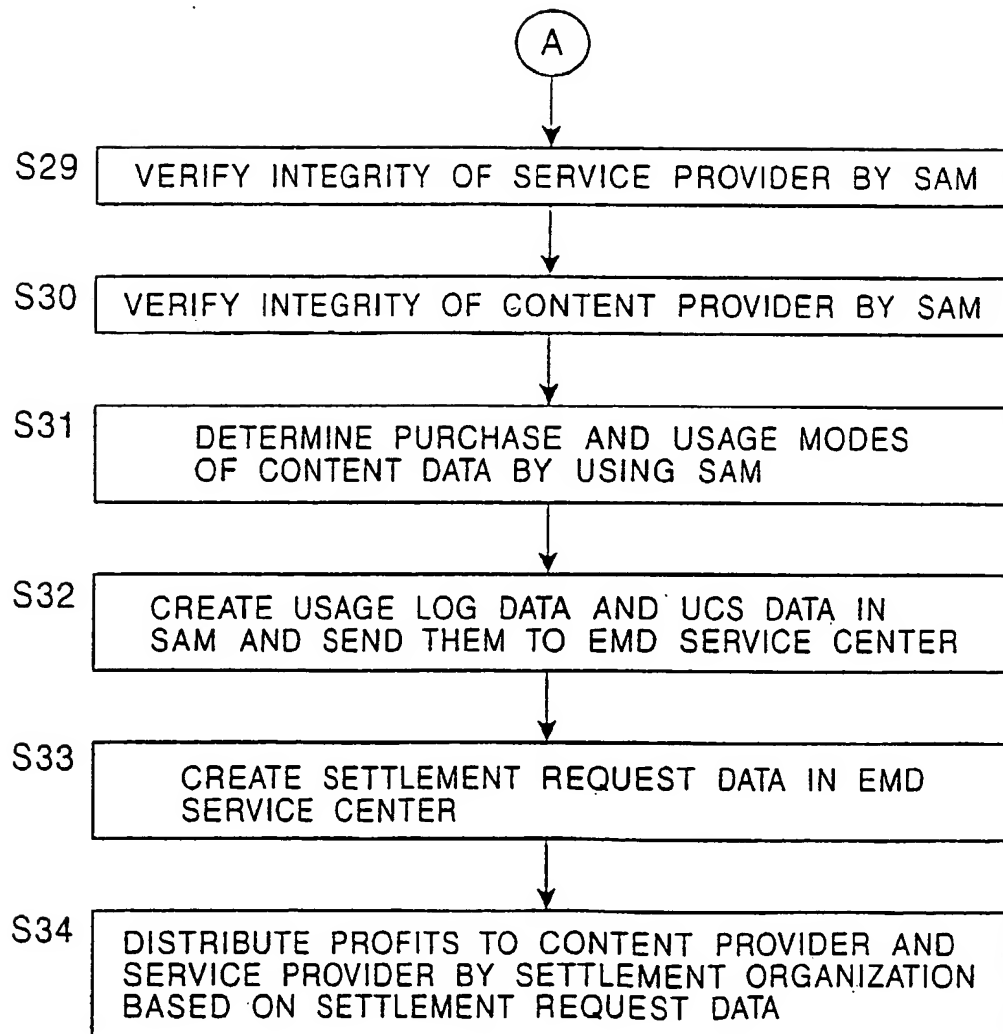 A
S29
VERIFY INTEGRITY OF SERVICE PROVIDER BY SAM
S30
VERIFY INTEGRITY OF CONTENT PROVIDER BY SAM
S31
DETERMINE PURCHASE AND USAGE MODES
OF CONTENT DATA BY USING SAM
S32
CREATE USAGE LOG DATA AND UCS DATA IN
SAM AND SEND THEM TO EMD SERVICE CENTER
S33
CREATE SETTLEMENT REQUEST DATA IN EMD
SERVICE CENTER
S34
DISTRIBUTE PROFITS TO CONTENT PROVIDER AND
SERVICE PROVIDER BY SETTLEMENT ORGANIZATION
BASED ON SETTLEMENT REQUEST DATA